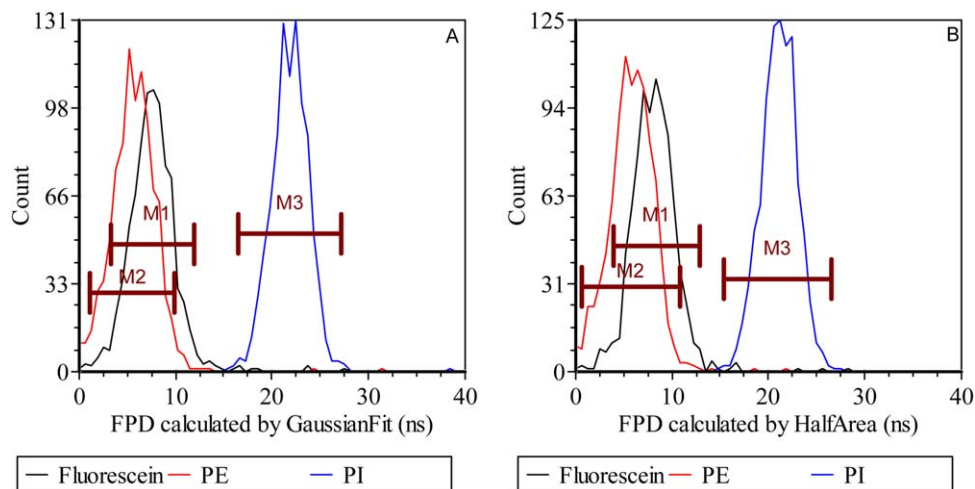 131
98
66
33
0
Count
A
M1
M2
M3
0
10
20
30
40
FPD calculated by GaussianFit (ns)
Fluorescein PE PI
125
94
63
31
0
Count
B
M1
M2
M3
0
10
20
30
40
FPD calculated by HalfArea (ns)
Fluorescein PE PI